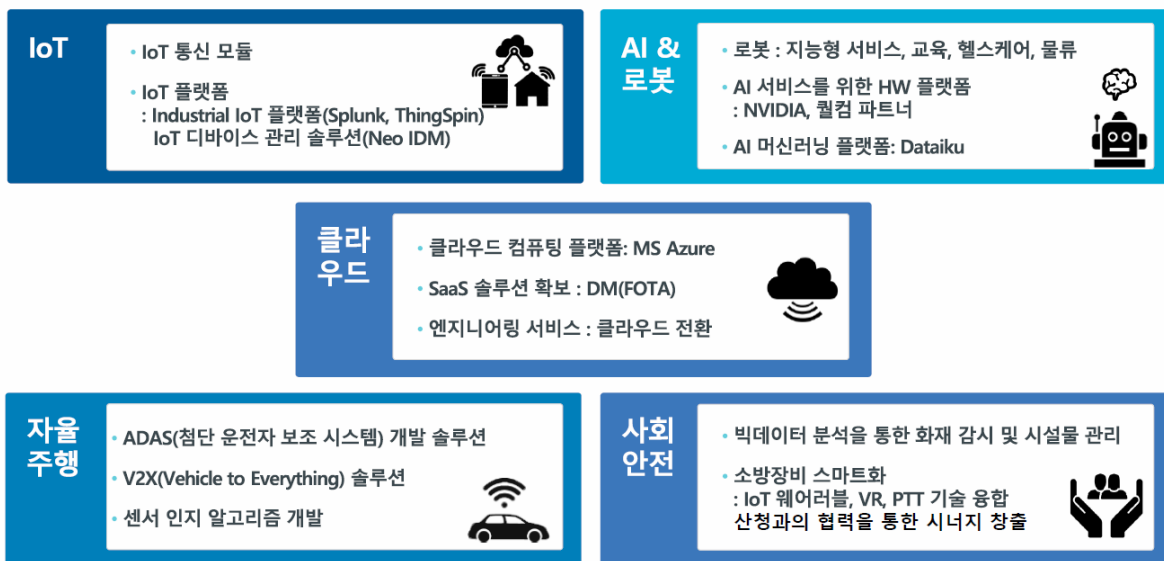 IoT
• IoT 통신 모듈
• IoT 플랫폼
: Industrial IoT 플랫폼(Splunk, ThingSpin)
IoT 디바이스 관리 솔루션(Neo IDM)
AI &
로봇
• 로봇 : 지능형 서비스, 교육, 헬스케어, 물류
• AI 서비스를 위한 HW 플랫폼
: NVIDIA, 퀄컴 파트너
• AI 머신러닝 플랫폼: Dataiku
클라
우드
• 클라우드 컴퓨팅 플랫폼: MS Azure
• SaaS 솔루션 확보 : DM(FOTA)
• 엔지니어링 서비스 : 클라우드 전환
자율
주행
• ADAS(첨단 운전자 보조 시스템) 개발 솔루션
• V2X(Vehicle to Everything) 솔루션
• 센서 인지 알고리즘 개발
사회
안전
• 빅데이터 분석을 통한 화재 감시 및 시설물 관리
• 소방장비 스마트화
: IoT 웨어러블, VR, PTT 기술 융합
산청과의 협력을 통한 시너지 창출